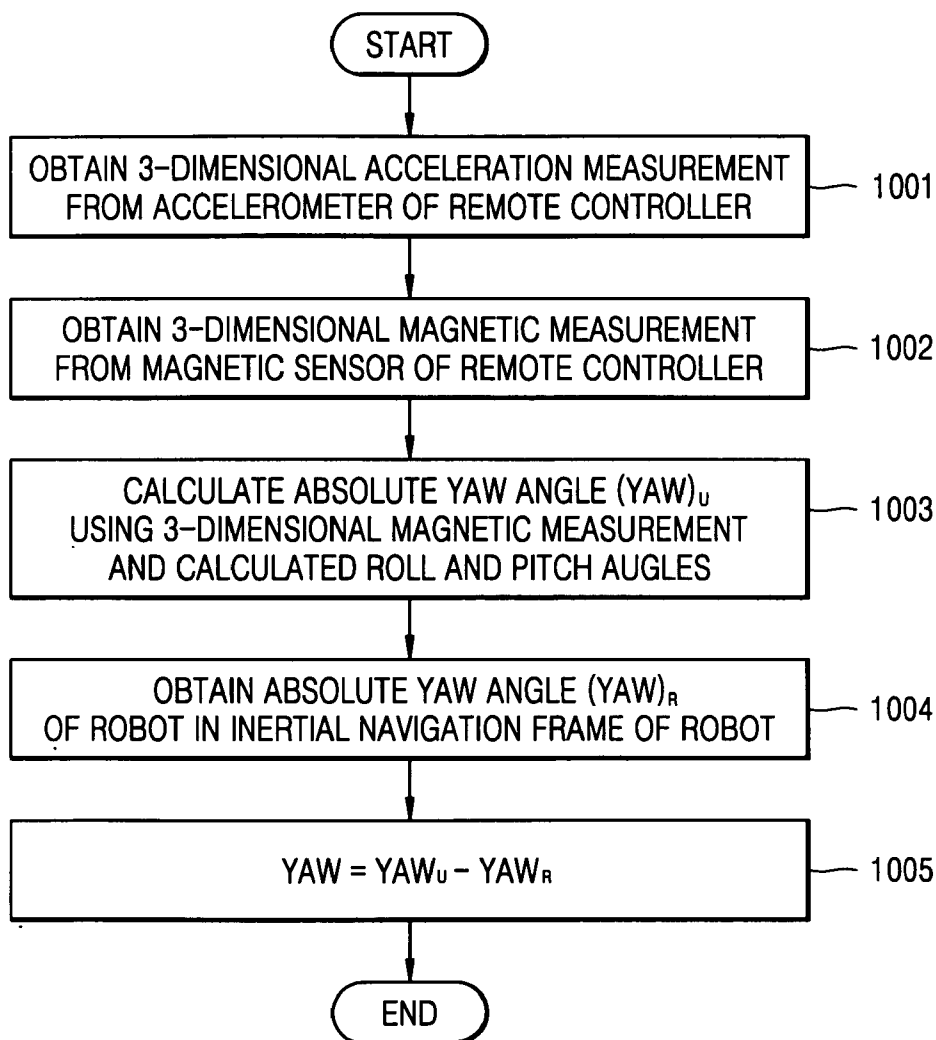 START
OBTAIN 3-DIMENSIONAL ACCELERATION MEASUREMENT
FROM ACCELEROMETER OF REMOTE CONTROLLER
1001
OBTAIN 3-DIMENSIONAL MAGNETIC MEASUREMENT
FROM MAGNETIC SENSOR OF REMOTE CONTROLLER
1002
CALCULATE ABSOLUTE YAW ANGLE (YAW)U
USING 3-DIMENSIONAL MAGNETIC MEASUREMENT
AND CALCULATED ROLL AND PITCH AUGLES
1003
OBTAIN ABSOLUTE YAW ANGLE (YAW)R
OF ROBOT IN INERTIAL NAVIGATION FRAME OF ROBOT
1004
YAW = YAWU - YAWR
1005
END